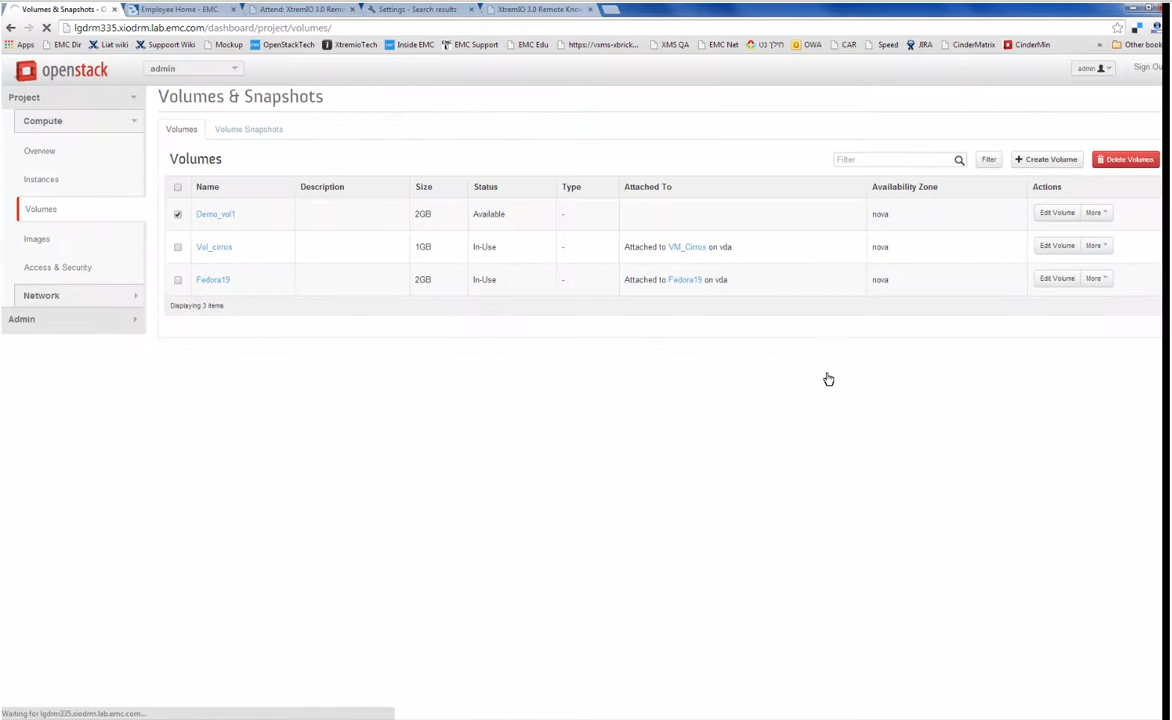 Volumes & Snapshots - O
Employee Home - EMC
Attend: XtremIO 3.0 Remo
Settings - Search results
XtremIO 3.0 Remote Know
lgdrm335.xiodrm.lab.emc.com/dashboard/project/volumes/
Apps EMC Dir Liat wiki Support Wiki Mockup OpenStackTech XtremioTech Inside EMC EMC Support EMC Edu https://vxms-xbrick... XMS QA EMC Net חילן נט OWA CAR Speed JIRA CinderMatrix CinderMin » Other book
openstack
admin
admin
Sign Ou
Project
Compute
Overview
Instances
Volumes
Images
Access & Security
Network
Admin
Volumes & Snapshots
Volumes Volume Snapshots
Volumes
Filter
Filter
+ Create Volume
Delete Volumes
Name Description Size Status Type Attached To Availability Zone Actions
Demo_vol1 2GB Available - nova Edit Volume More
Vol_cirros 1GB In-Use - Attached to VM_Cirros on vda nova Edit Volume More
Fedora19 2GB In-Use - Attached to Fedora19 on vda nova Edit Volume More
Displaying 3 items
Waiting for lgdrm335.xiodrm.lab.emc.com...